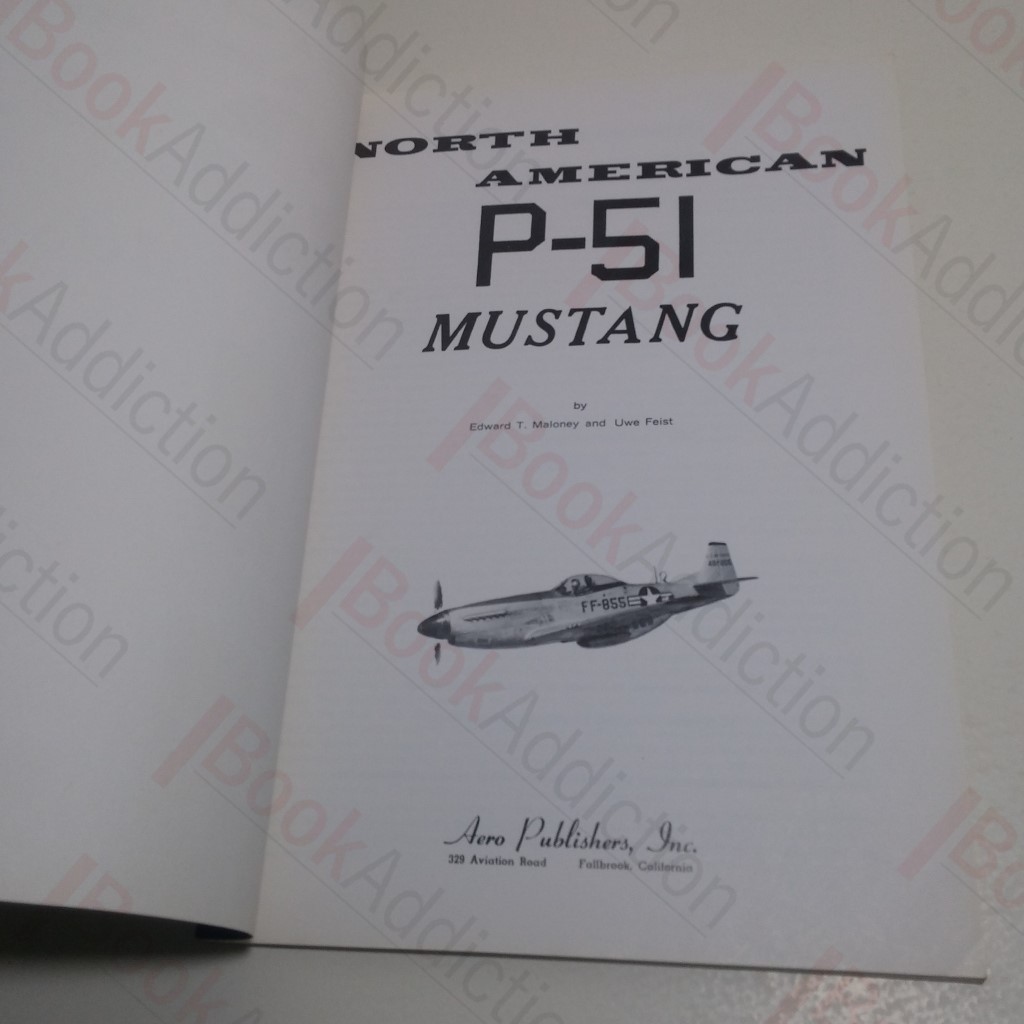 NORTH
AMERICAN
P-51
MUSTANG
by
Edward T. Maloney and Uwe Feist
FF-855
Aero Publishers, Inc.
329 Aviation Road Fallbrook, California
BookAddiction